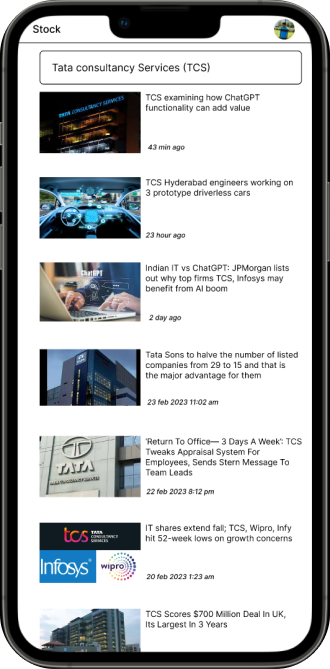 Stock
Tata consultancy Services (TCS)
TATA CONSULTANCY SERVICES
TCS examining how ChatGPT
functionality can add value
43 min ago
TCS Hyderabad engineers working on
3 prototype driverless cars
23 hour ago
ChatGPT
Indian IT vs ChatGPT: JPMorgan lists
out why top firms TCS, Infosys may
benefit from AI boom
2 day ago
Tata Sons to halve the number of listed
companies from 29 to 15 and that is
the major advantage for them
23 feb 2023 11:02 am
TATA
'Return To Office— 3 Days A Week': TCS
Tweaks Appraisal System For
Employees, Sends Stern Message To
Team Leads
22 feb 2023 8:12 pm
tcs TATA
CONSULTANCY
SERVICES
Infosys
wipro
IT shares extend fall; TCS, Wipro, Infy
hit 52-week lows on growth concerns
20 feb 2023 1:23 am
TCS Scores $700 Million Deal In UK,
Its Largest In 3 Years